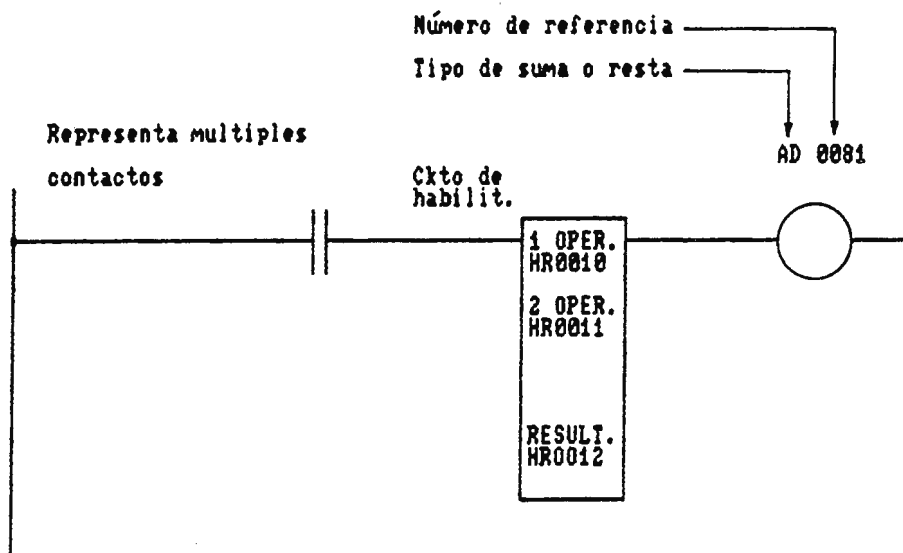 Número de referencia
Tipo de suma o resta
AD 0081
Representa multiples
contactos
Ckto de
habilit.
1 OPER.
HR0010
2 OPER.
HR0011
RESULT.
HR0012